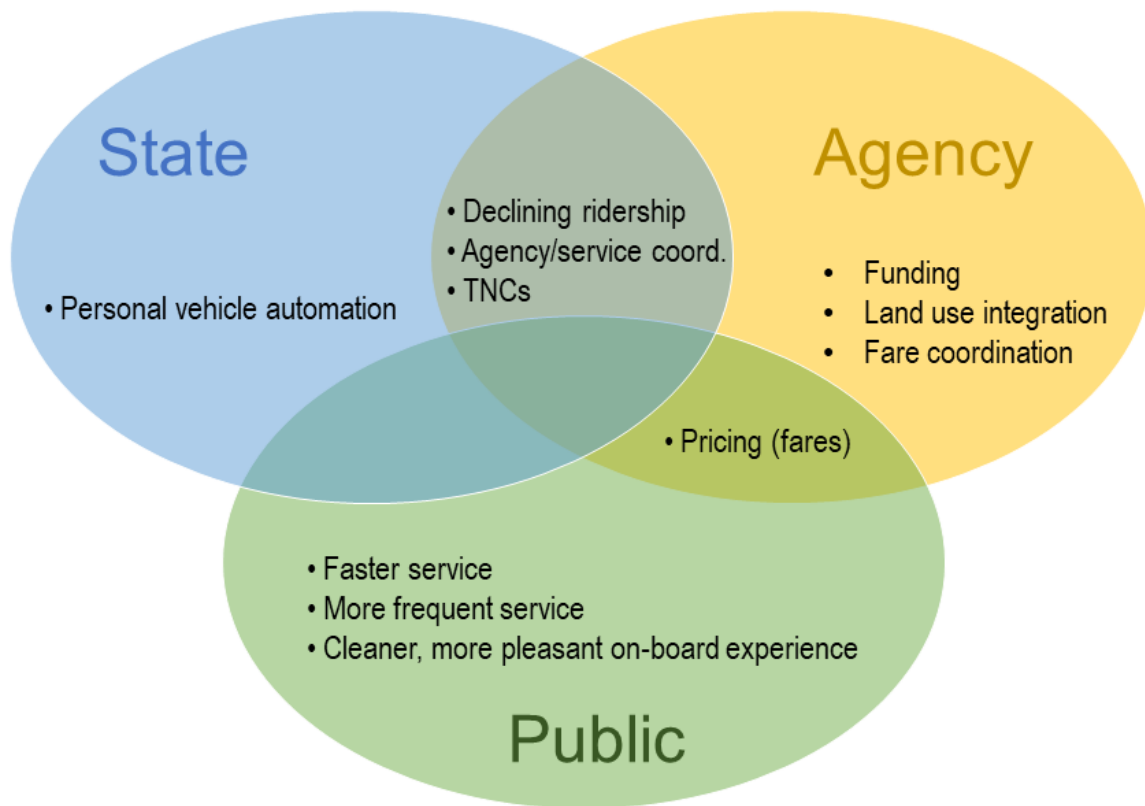 State
Agency
• Declining ridership
• Agency/service coord.
• TNCs
• Personal vehicle automation
• Funding
• Land use integration
• Fare coordination
• Pricing (fares)
• Faster service
• More frequent service
• Cleaner, more pleasant on-board experience
Public